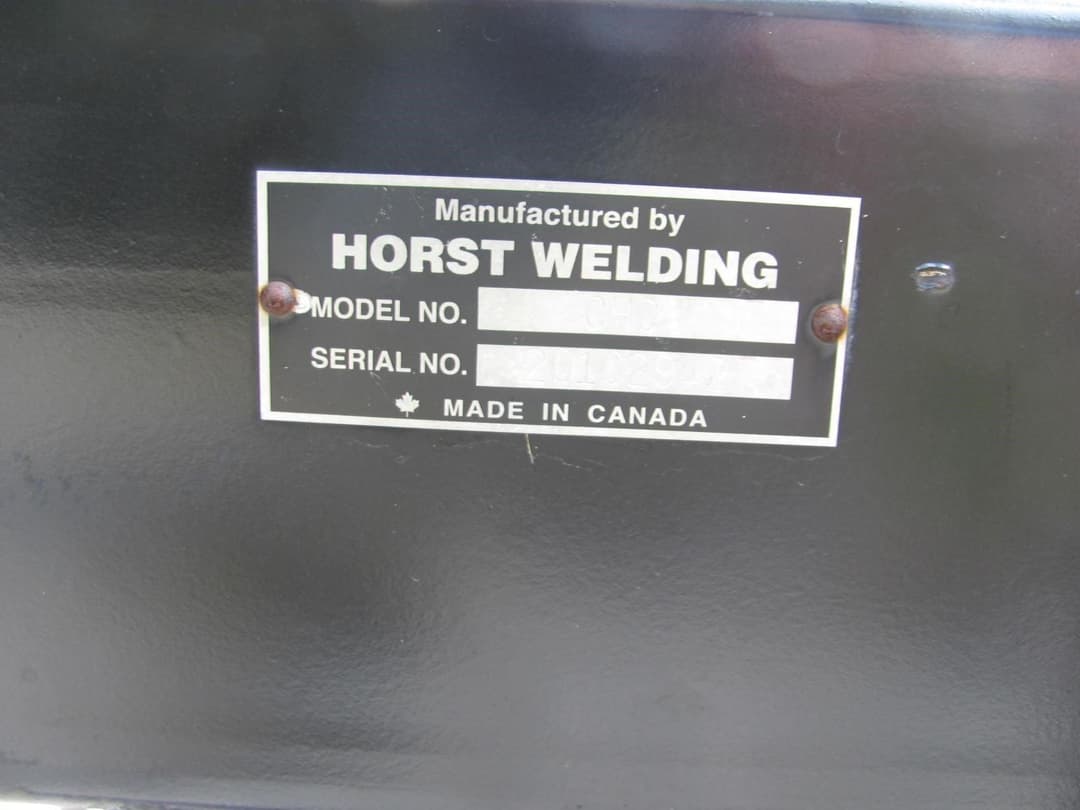 Manufactured by
HORST WELDING
MODEL NO.
SERIAL NO.
MADE IN CANADA